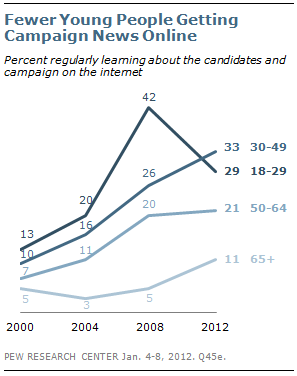 Fewer Young People Getting
Campaign News Online
Percent regularly learning about the candidates and
campaign on the internet
42
33 30-49
29 18-29
26
20
16
13
10
7
11
20
21 50-64
11 65+
5
3
5
2000 2004 2008 2012
PEW RESEARCH CENTER Jan. 4-8, 2012. Q45e.